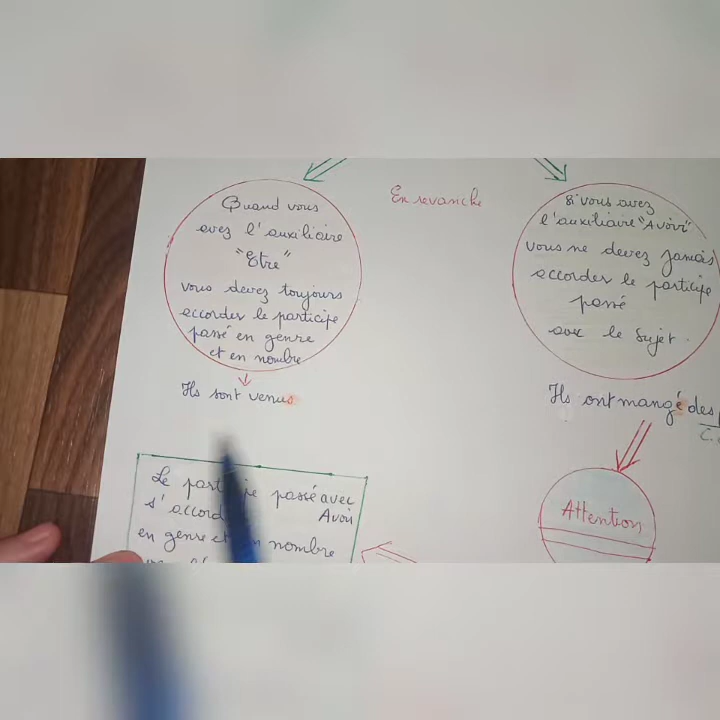 En revanche
Quand vous
avez l'auxiliaire
"Etre"
vous devez toujours
accorder le participe
passé en genre
et en nombre
Ils sont venus
Si vous avez
l'auxiliaire "Avoir"
vous ne devez jamais
accorder le participe
passé
avec le Sujet.
Ils ont mangé des
Attention
Le passé avec
Avoir
s'accord
en genre et en nombre